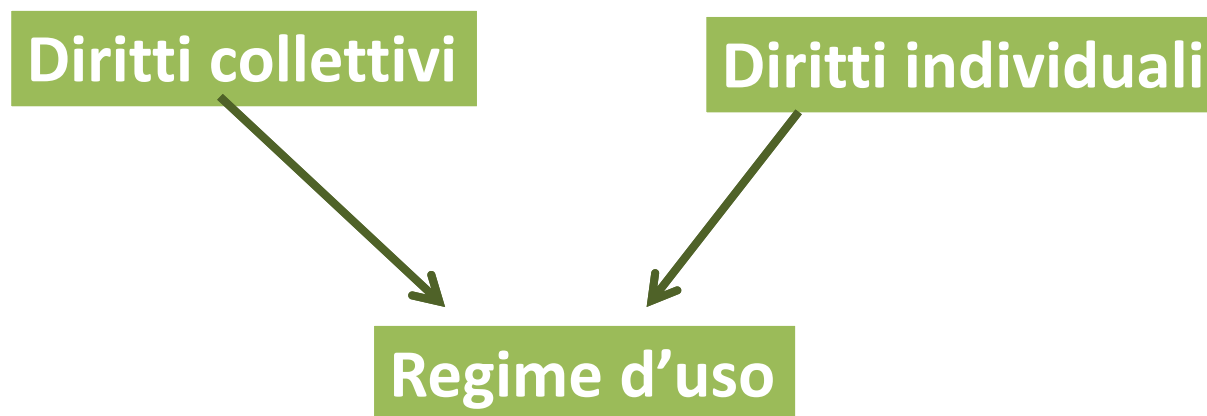 Diritti collettivi
Diritti individuali
Regime d’uso